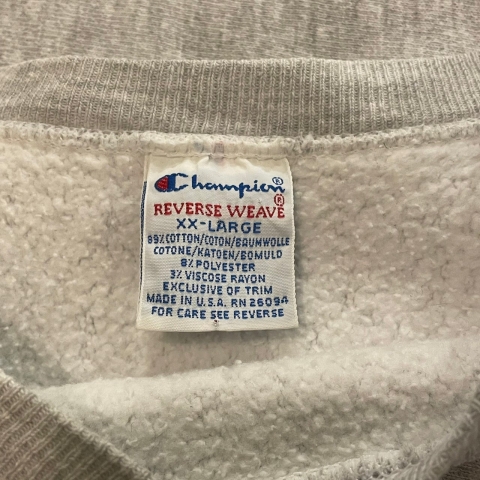 Champion®
REVERSE WEAVE®
XX-LARGE
89% COTTON/COTON/BAUMWOLLE
COTONE/KATOEN/BOMULD
8% POLYESTER
3% VISCOSE RAYON
EXCLUSIVE OF TRIM
MADE IN U.S.A. RN 26094
FOR CARE SEE REVERSE